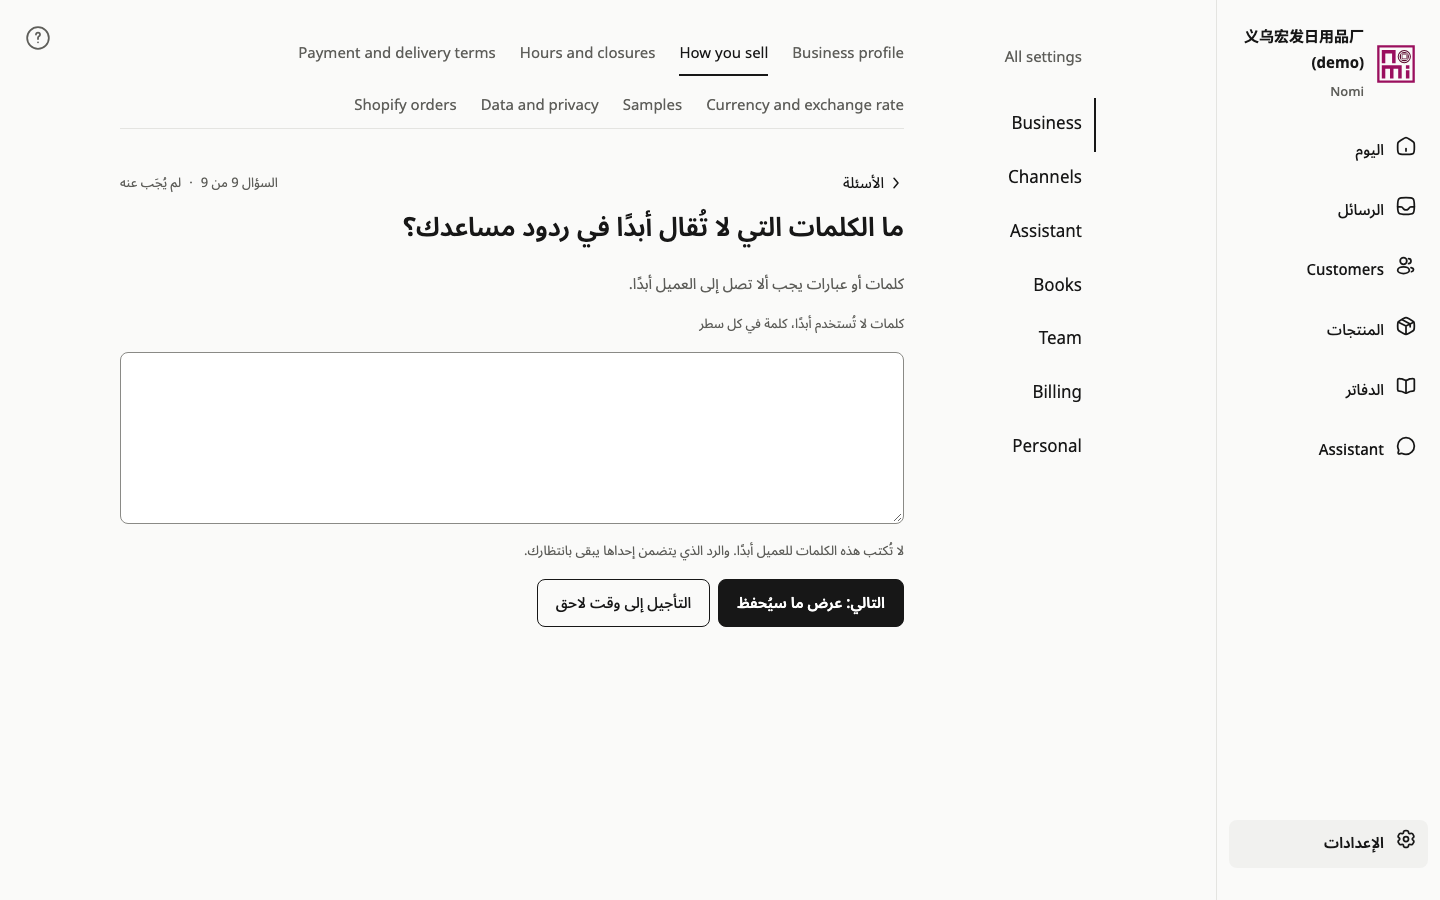 义乌宏发日用品厂
(demo)
Nomi
اليوم
الرسائل
Customers
المنتجات
الدفاتر
Assistant
الإعدادات
All settings
Business
Channels
Assistant
Books
Team
Billing
Personal
Business profile
How you sell
Hours and closures
Payment and delivery terms
Currency and exchange rate
Samples
Data and privacy
Shopify orders
الأسئلة
السؤال 9 من 9 · لم يُجَب عنه
ما الكلمات التي لا تُقال أبدًا في ردود مساعدك؟
كلمات أو عبارات يجب ألا تصل إلى العميل أبدًا.
كلمات لا تُستخدم أبدًا، كلمة في كل سطر
لا تُكتب هذه الكلمات للعميل أبدًا. والرد الذي يتضمن إحداها يبقى بانتظارك.
التالي: عرض ما سيُحفظ
التأجيل إلى وقت لاحق